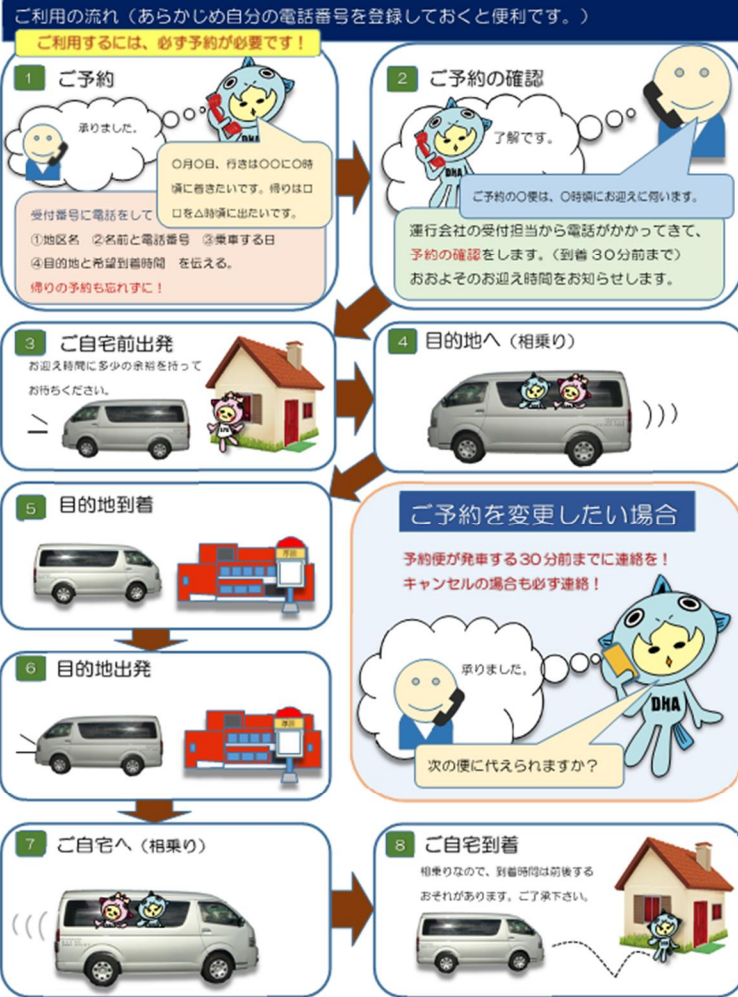 ご利用の流れ（あらかじめ自分の電話番号を登録しておくと便利です。）
ご利用するには、必ず予約が必要です！
1 ご予約
承りました。
DHA
〇月〇日、行きは〇〇に〇時
頃に着きたいです。帰りは□
□を△時頃に出たいです。
受付番号に電話をして
①地区名 ②名前と電話番号 ③乗車する日
④目的地と希望到着時間 を伝える。
帰りの予約も忘れずに！
2 ご予約の確認
了解です。
DHA
ご予約の〇便は、〇時頃にお迎えに伺います。
運行会社の受付担当から電話がかかってきて、
予約の確認をします。（到着３０分前まで）
おおよそのお迎え時間をお知らせします。
3 ご自宅前出発
お迎え時間に多少の余裕を持って
お待ちください。
4 目的地へ（相乗り）
5 目的地到着
ご予約を変更したい場合
予約便が発車する３０分前までに連絡を！
キャンセルの場合も必ず連絡！
承りました。
DHA
次の便に代えられますか？
6 目的地出発
7 ご自宅へ（相乗り）
8 ご自宅到着
相乗りなので、到着時間は前後する
おそれがあります。ご了承下さい。